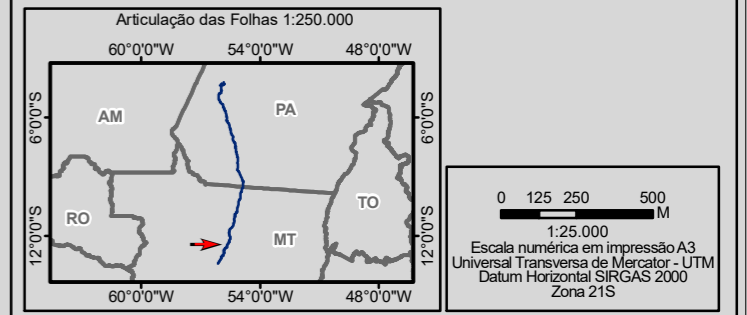 Articulação das Folhas 1:250.000
60°0'0"W 54°0'0"W 48°0'0"W
6°0'0"S 6°0'0"S
AM PA
RO MT TO
12°0'0"S 12°0'0"S
60°0'0"W 54°0'0"W 48°0'0"W
0 125 250 500
M
1:25.000
Escala numérica em impressão A3
Universal Transversa de Mercator - UTM
Datum Horizontal SIRGAS 2000
Zona 21S